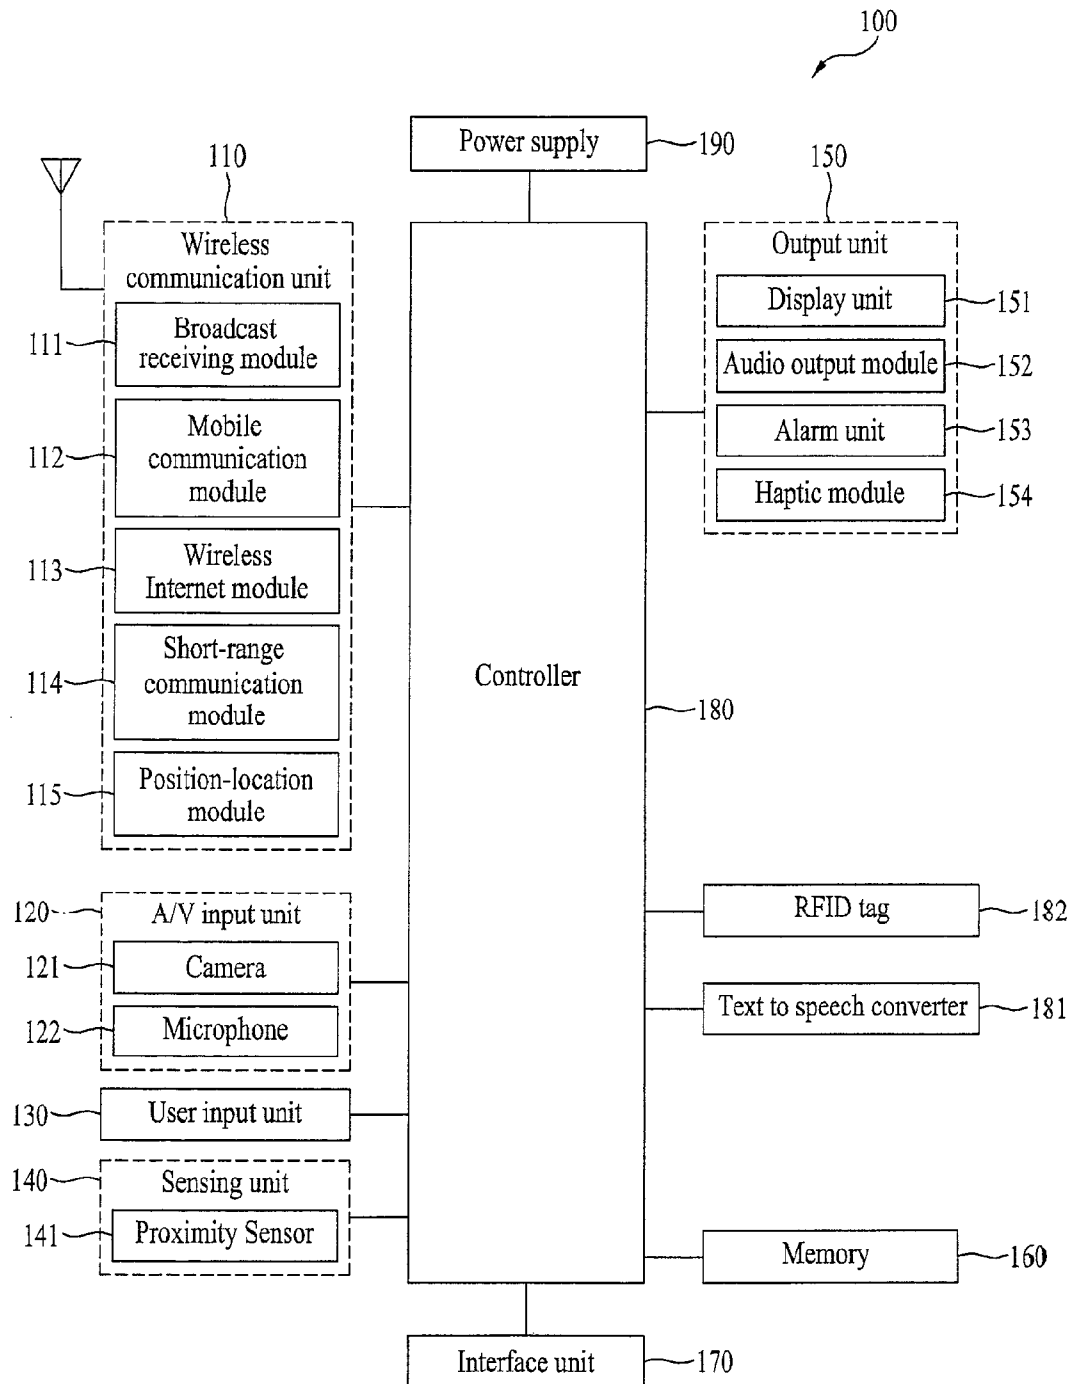 100
Power supply
190
110
Wireless
communication unit
111
Broadcast
receiving module
112
Mobile
communication
module
113
Wireless
Internet module
114
Short-range
communication
module
115
Position-location
module
120
A/V input unit
121
Camera
122
Microphone
130
User input unit
140
Sensing unit
141
Proximity Sensor
Controller
180
150
Output unit
Display unit
151
Audio output module
152
Alarm unit
153
Haptic module
154
RFID tag
182
Text to speech converter
181
Memory
160
Interface unit
170